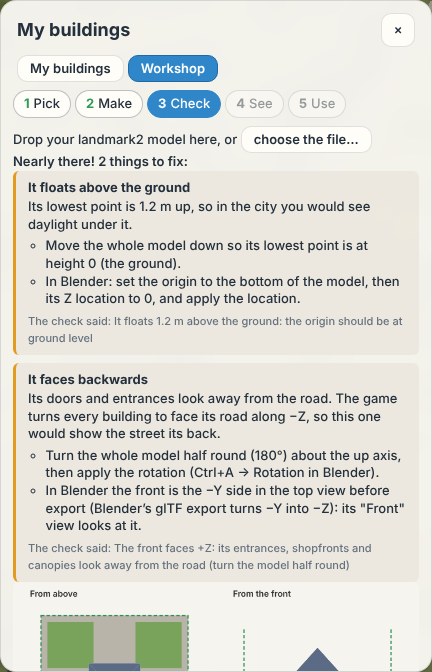 My buildings
×
My buildings Workshop
1 Pick 2 Make 3 Check 4 See 5 Use
Drop your landmark2 model here, or choose the file...
Nearly there! 2 things to fix:
It floats above the ground
Its lowest point is 1.2 m up, so in the city you would see
daylight under it.
Move the whole model down so its lowest point is at
height 0 (the ground).
In Blender: set the origin to the bottom of the model, then
its Z location to 0, and apply the location.
The check said: It floats 1.2 m above the ground: the origin should be at
ground level
It faces backwards
Its doors and entrances look away from the road. The game
turns every building to face its road along −Z, so this one
would show the street its back.
Turn the whole model half round (180°) about the up axis,
then apply the rotation (Ctrl+A → Rotation in Blender).
In Blender the front is the −Y side in the top view before
export (Blender’s glTF export turns −Y into −Z): its "Front"
view looks at it.
The check said: The front faces +Z: its entrances, shopfronts and
canopies look away from the road (turn the model half round)
From above From the front